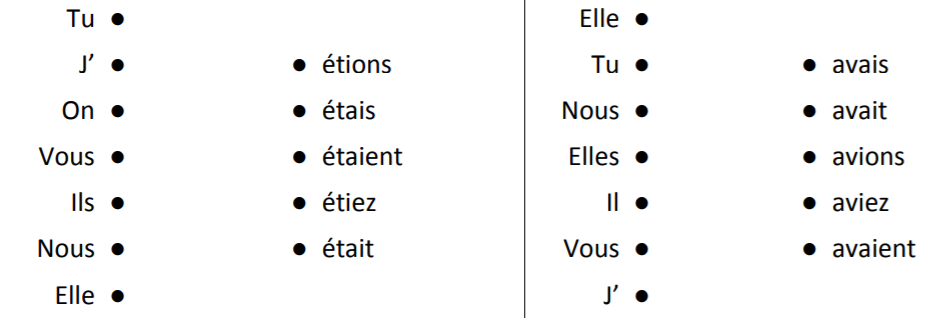 Tu ●
J’ ● ● étions
On ● ● étais
Vous ● ● étaient
Ils ● ● étiez
Nous ● ● était
Elle ●
Elle ●
Tu ● ● avais
Nous ● ● avait
Elles ● ● avions
Il ● ● aviez
Vous ● ● avaient
J’ ●